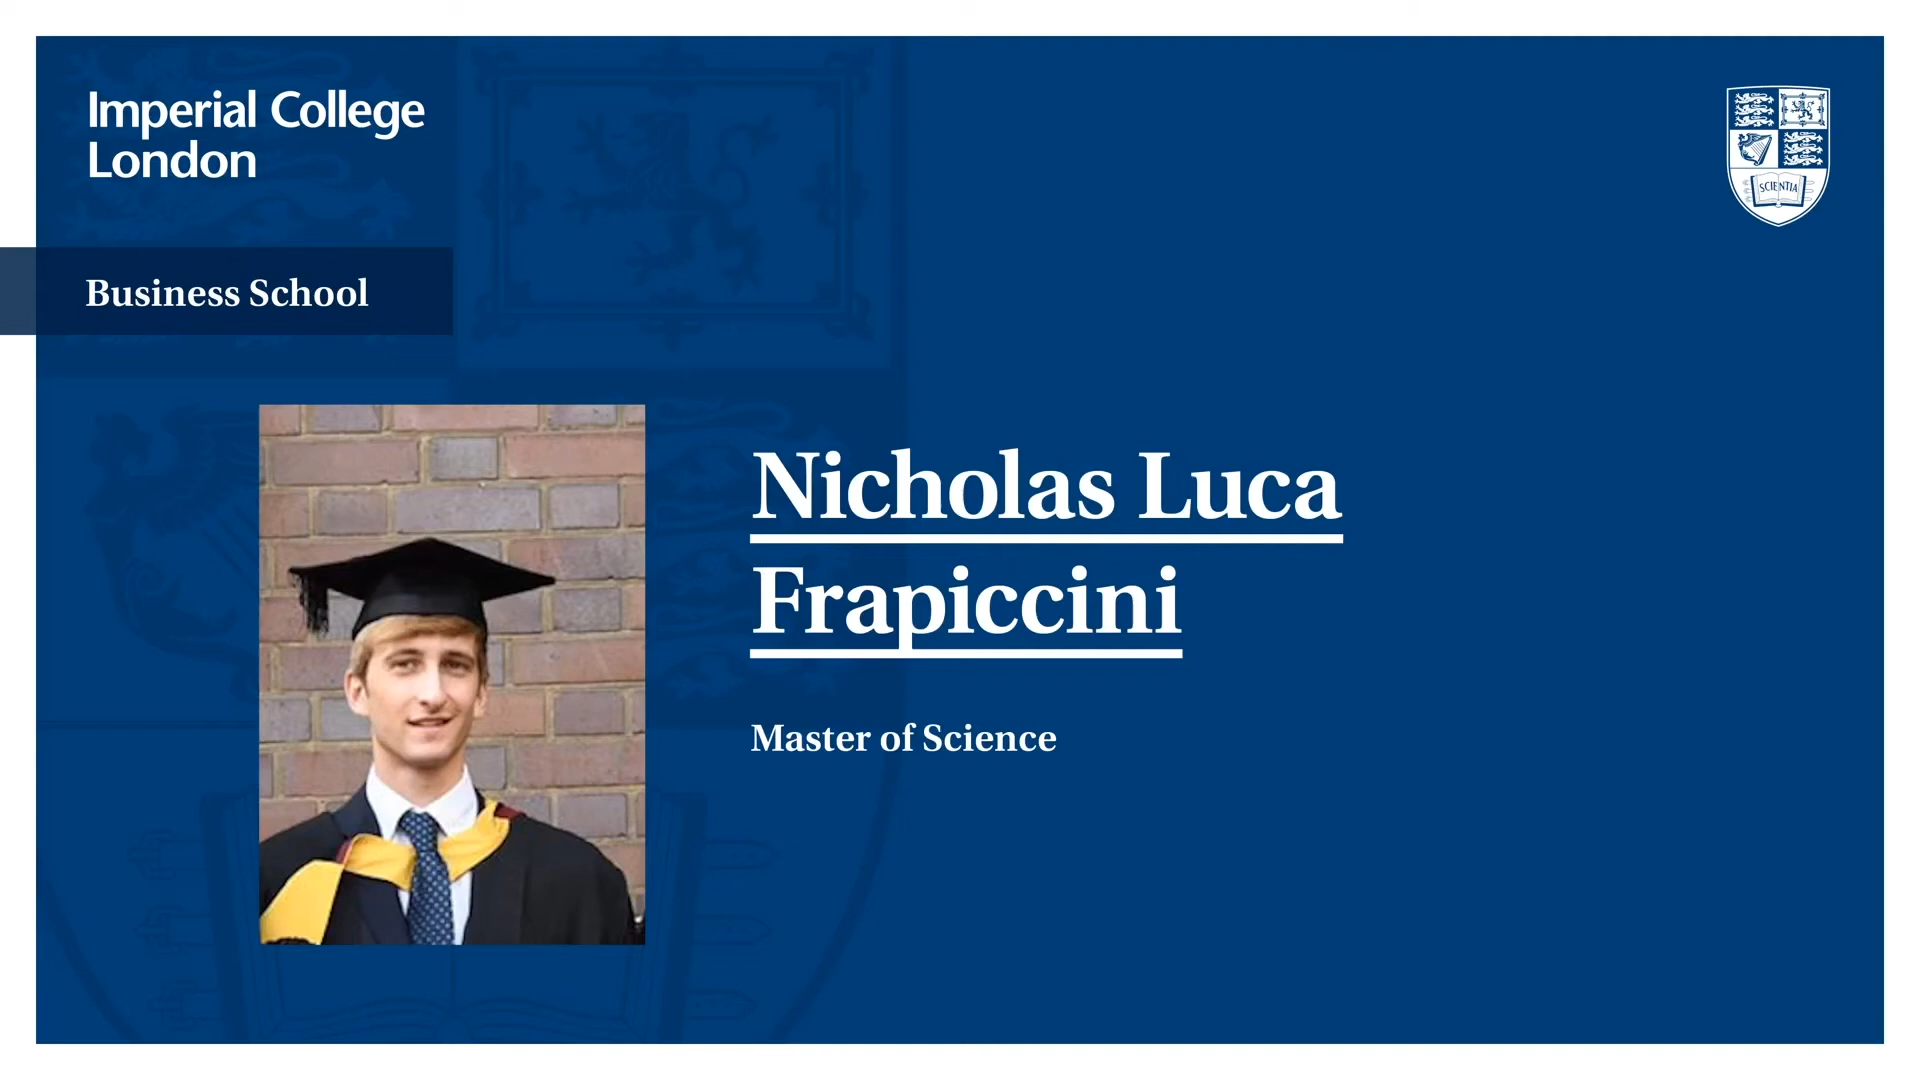 Imperial College
London
SCIENTIA
Business School
Nicholas Luca
Frapiccini
Master of Science